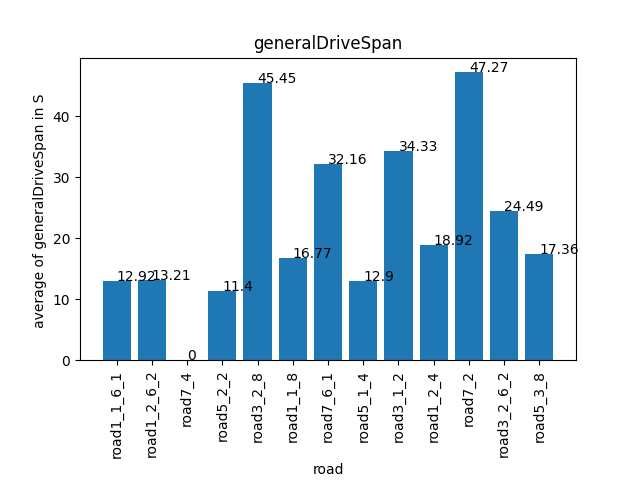 generalDriveSpan
average of generalDriveSpan in S
40
30
20
10
0
12.92
13.21
0
11.4
45.45
16.77
32.16
12.9
34.33
18.92
47.27
24.49
17.36
road1_1_6_1
road1_2_6_2
road7_4
road5_2_2
road3_2_8
road1_1_8
road7_6_1
road5_1_4
road3_1_2
road1_2_4
road7_2
road3_2_6_2
road5_3_8
road